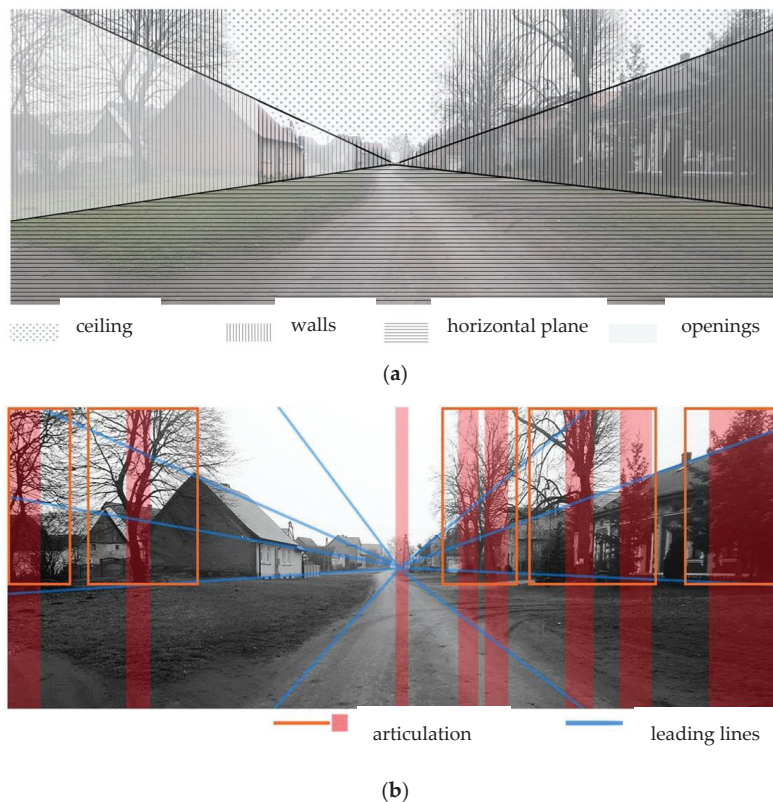 ceiling walls horizontal plane openings
(a)
articulation leading lines
(b)